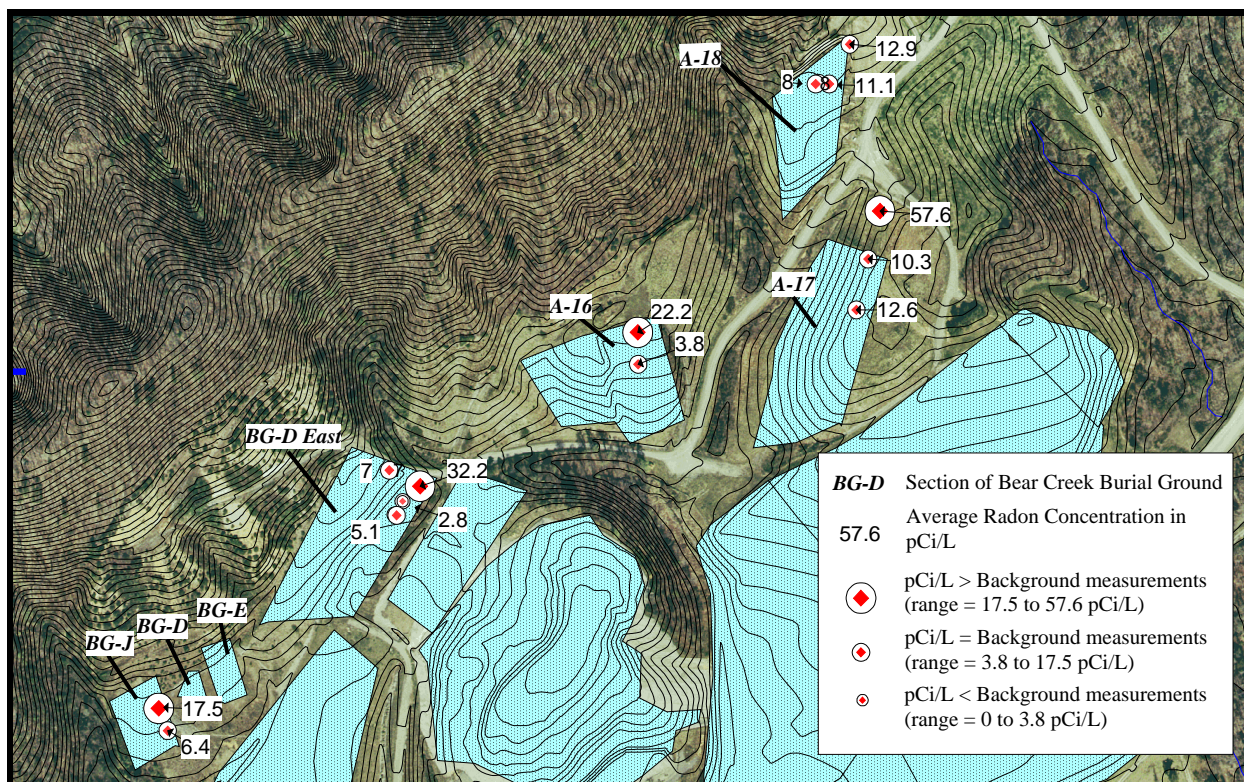 A-18
12.9
8
8
11.1
57.6
10.3
A-17
12.6
A-16
22.2
3.8
BG-D East
7
32.2
5.1
2.8
BG-E
BG-D
BG-J
17.5
6.4
BG-D Section of Bear Creek Burial Ground
57.6 Average Radon Concentration in
pCi/L
pCi/L > Background measurements
(range = 17.5 to 57.6 pCi/L)
pCi/L = Background measurements
(range = 3.8 to 17.5 pCi/L)
pCi/L < Background measurements
(range = 0 to 3.8 pCi/L)